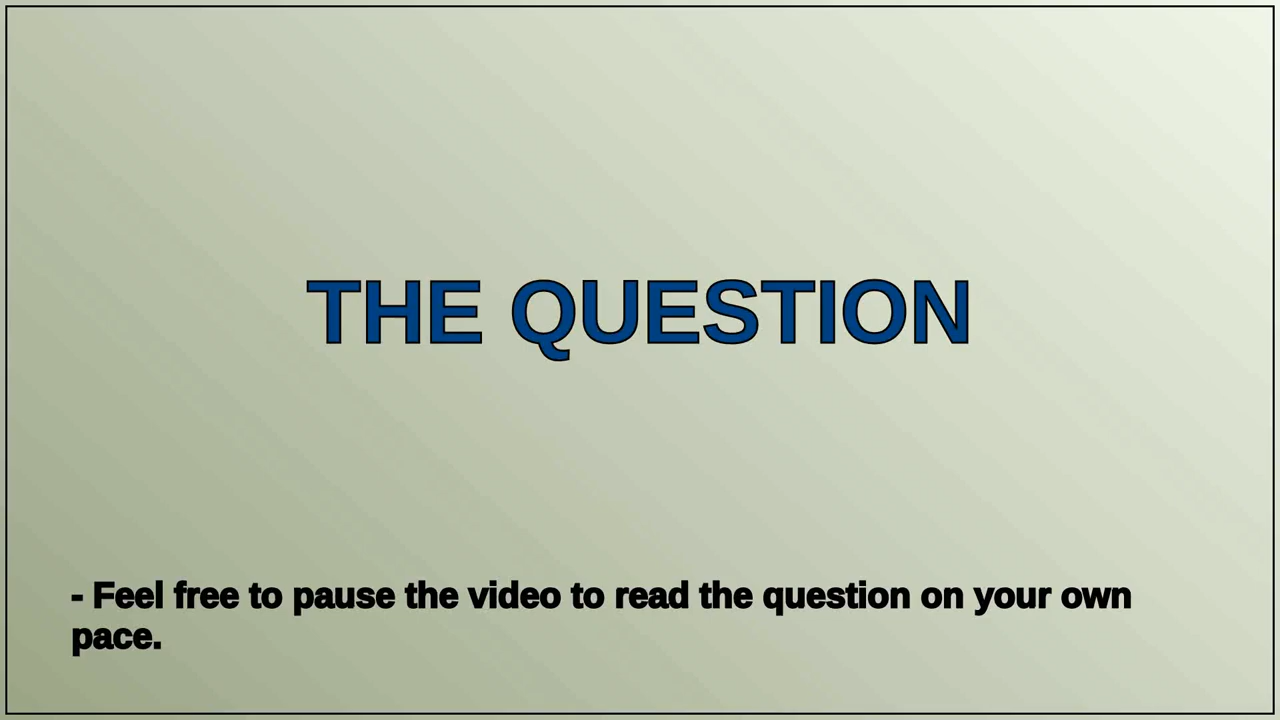 THE QUESTION
- Feel free to pause the video to read the question on your own
pace.